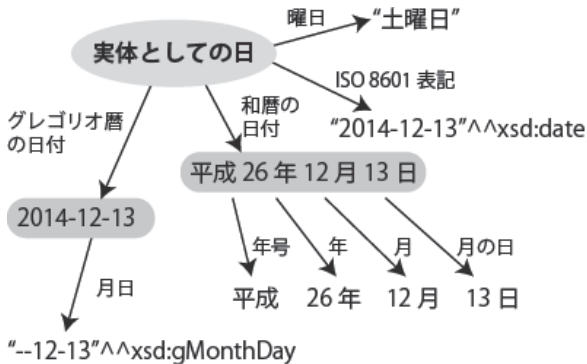 曜日
“土曜日”
実体としての日
ISO 8601 表記
“2014-12-13”^^xsd:date
グレゴリオ暦
の日付
和暦の
日付
平成 26 年 12 月 13 日
2014-12-13
年号
年
月
月の日
平成
26 年
12 月
13 日
月日
“--12-13”^^xsd:gMonthDay